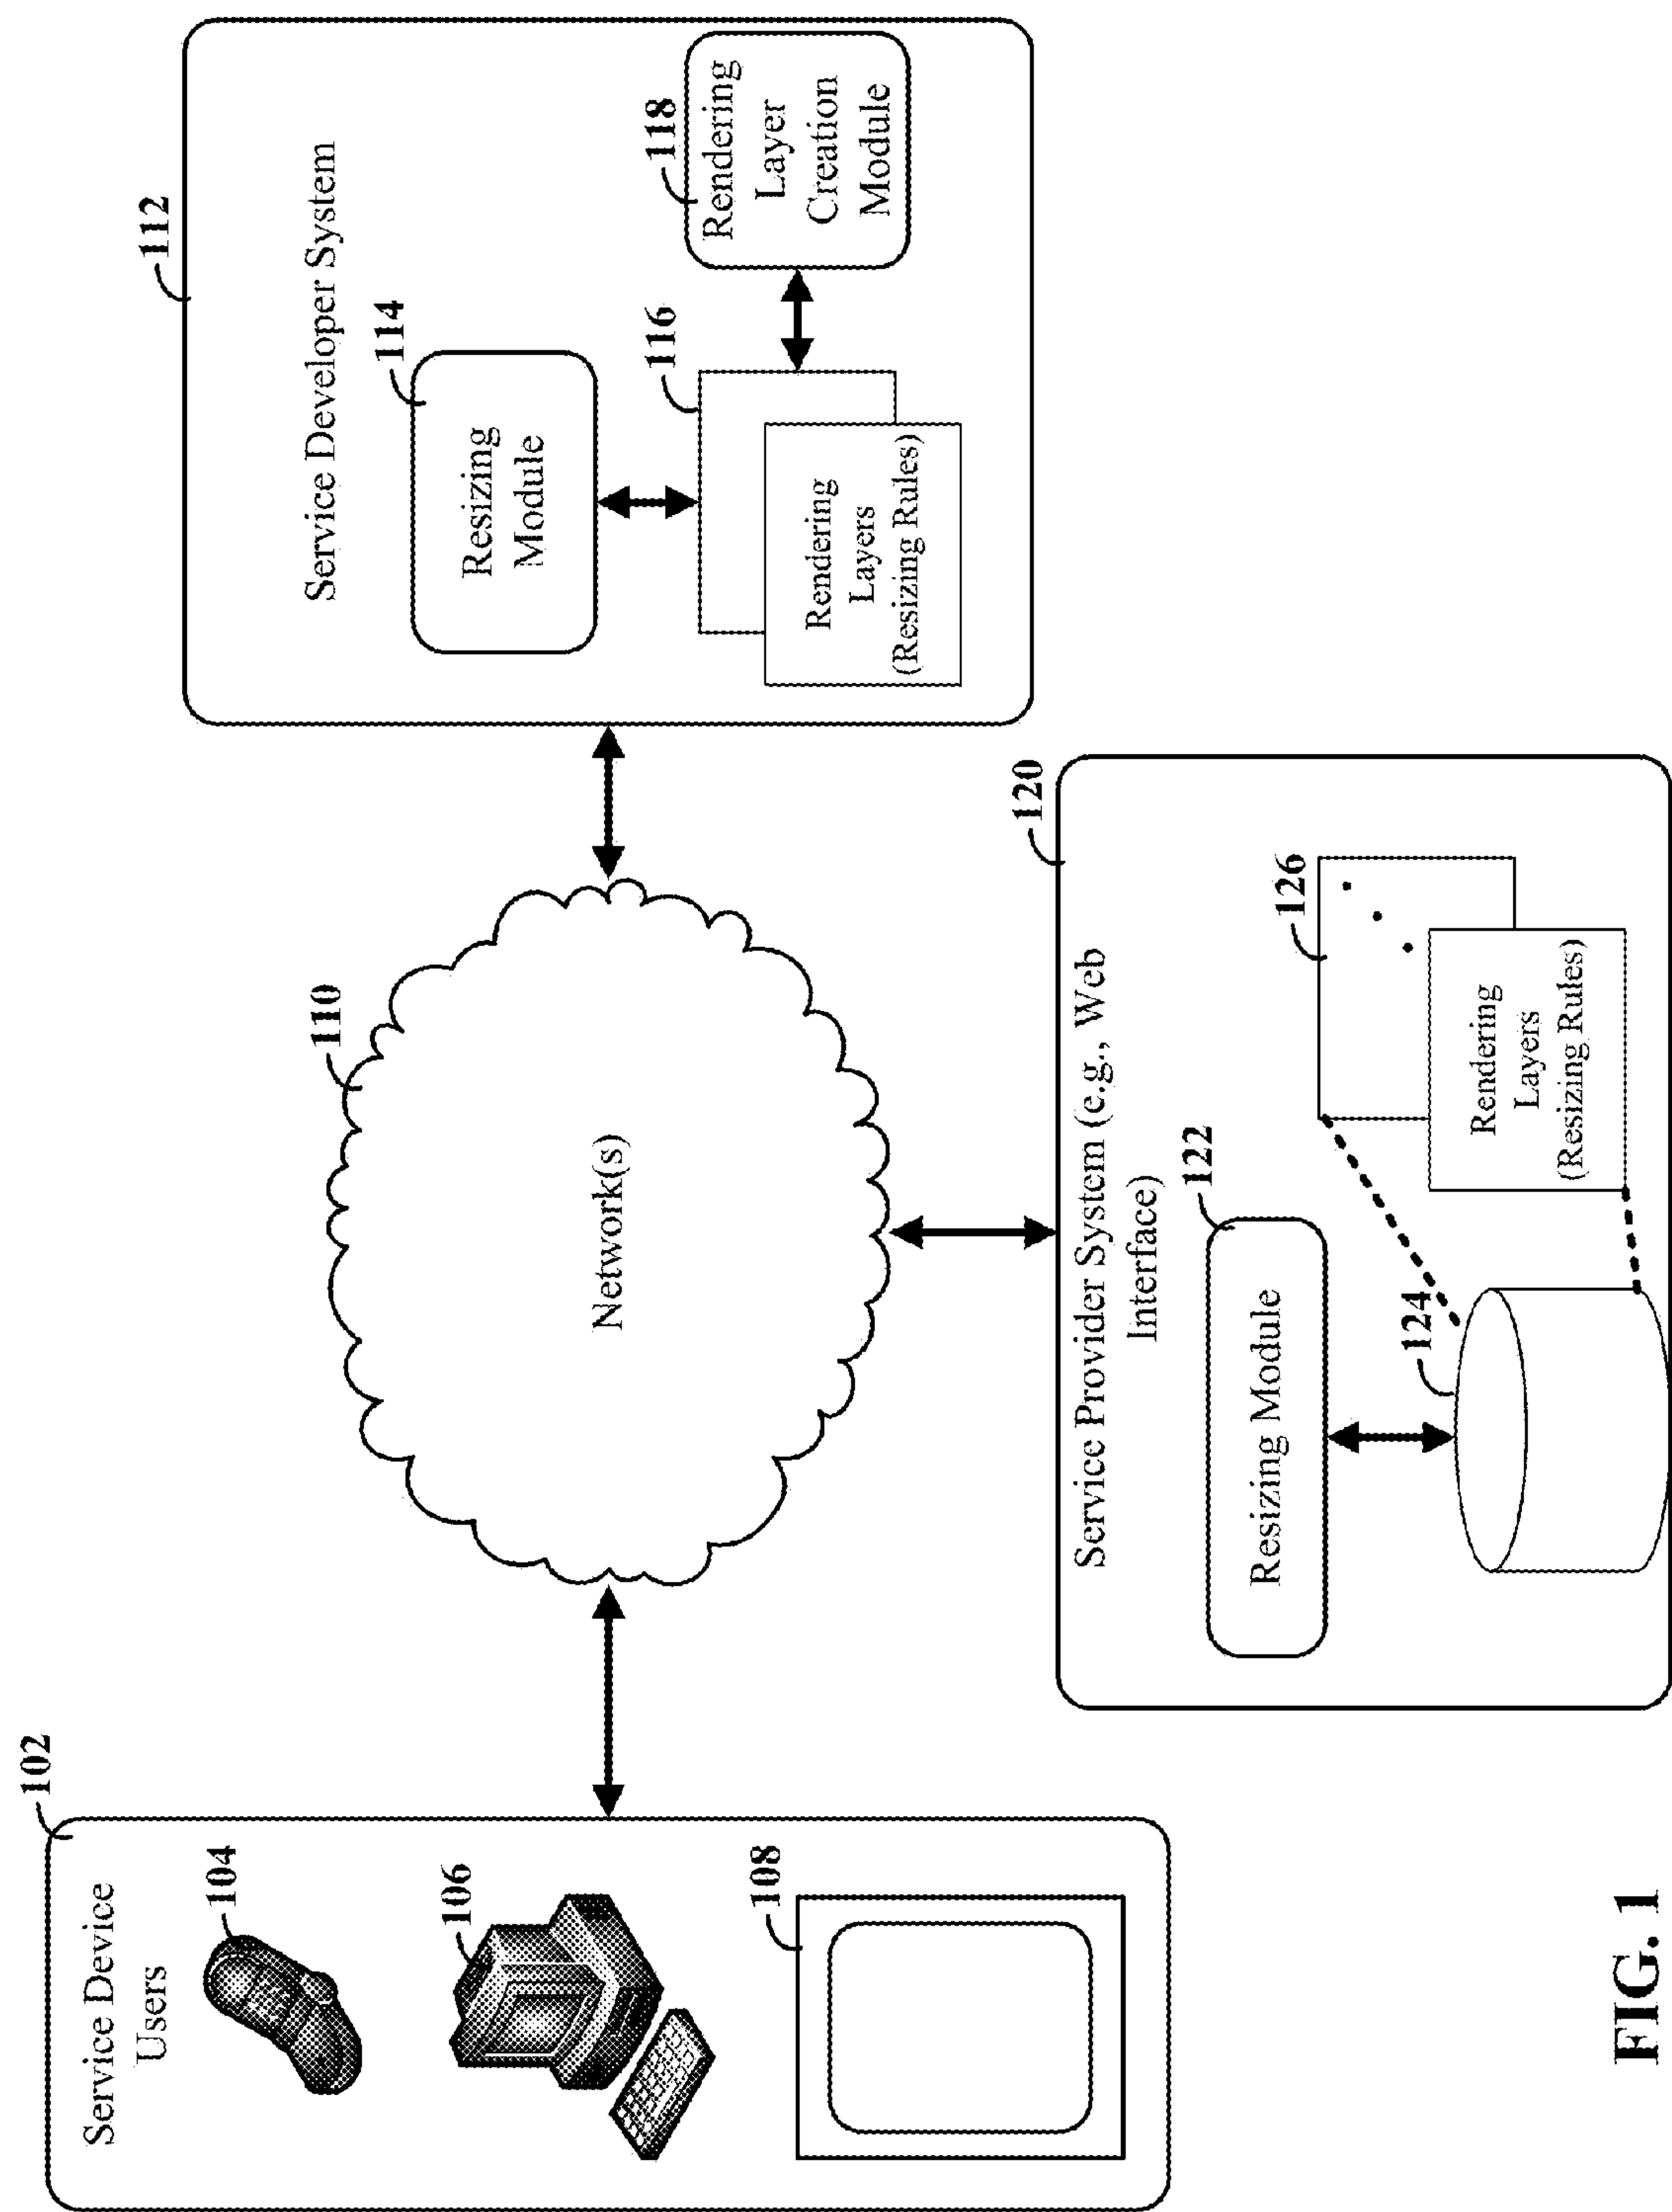 102
Service Device
Users
104
106
108
110
Network(s)
112
Service Developer System
114
Resizing
Module
116
Rendering
Layers
(Resizing Rules)
118
Rendering
Layer
Creation
Module
120
Service Provider System (e.g., Web
Interface)
122
Resizing Module
124
126
Rendering
Layers
(Resizing Rules)
FIG. 1